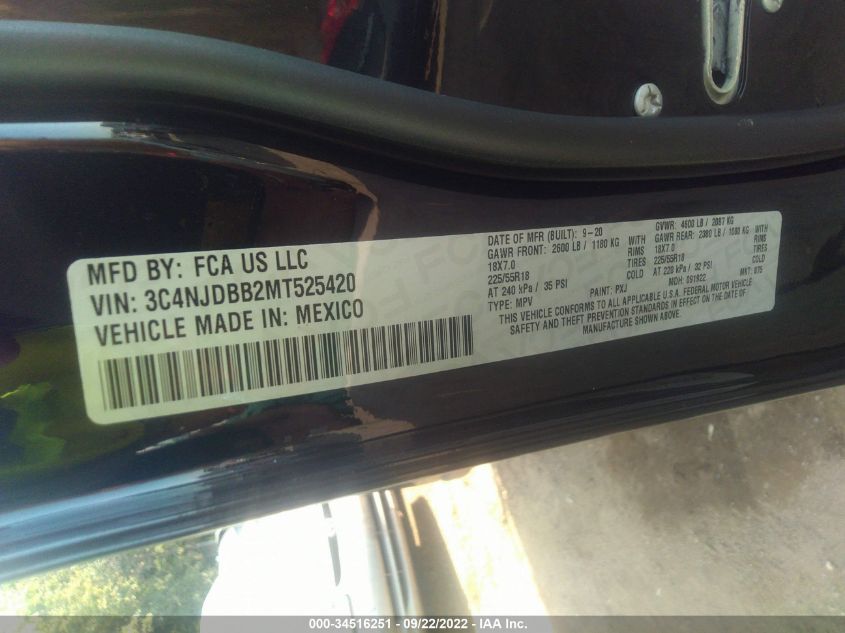 MFD BY: FCA US LLC
VIN: 3C4NJDBB2MT525420
VEHICLE MADE IN: MEXICO
DATE OF MFR (BUILT): 9-20 GVWR: 4600 LB / 2087 KG
GAWR FRONT: 2600 LB / 1180 KG WITH GAWR REAR: 2380 LB / 1080 KG WITH
18X7.0 RIMS 18X7.0 RIMS
225/55R18 TIRES 225/55R18 TIRES
AT 240 kPa / 35 PSI COLD AT 220 kPa / 32 PSI COLD
TYPE: MPV PAINT: PXJ MDH: 091922 MKT: 075
THIS VEHICLE CONFORMS TO ALL APPLICABLE U.S.A. FEDERAL MOTOR VEHICLE
SAFETY AND THEFT PREVENTION STANDARDS IN EFFECT ON THE DATE OF
MANUFACTURE SHOWN ABOVE.
000-34516251 - 09/22/2022 - IAA Inc.